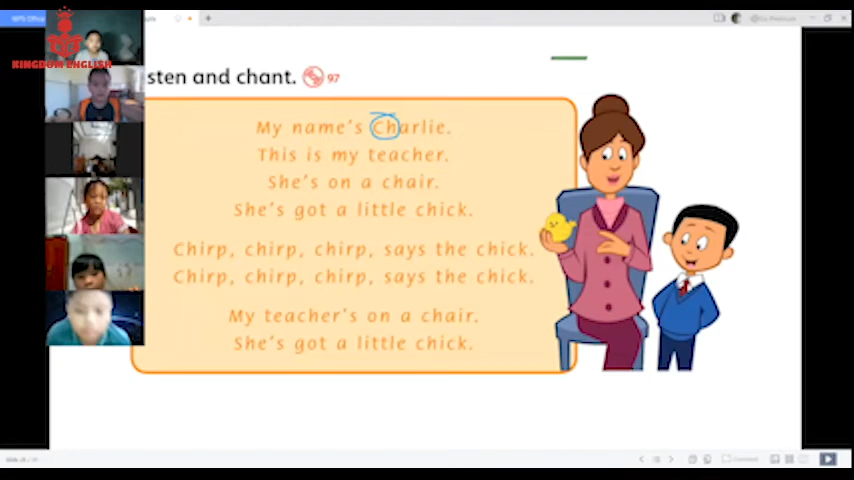 KINGDOM ENGLISH
sten and chant. 97
My name's Charlie.
This is my teacher.
She's on a chair.
She's got a little chick.
Chirp, chirp, chirp, says the chick.
Chirp, chirp, chirp, says the chick.
My teacher's on a chair.
She's got a little chick.